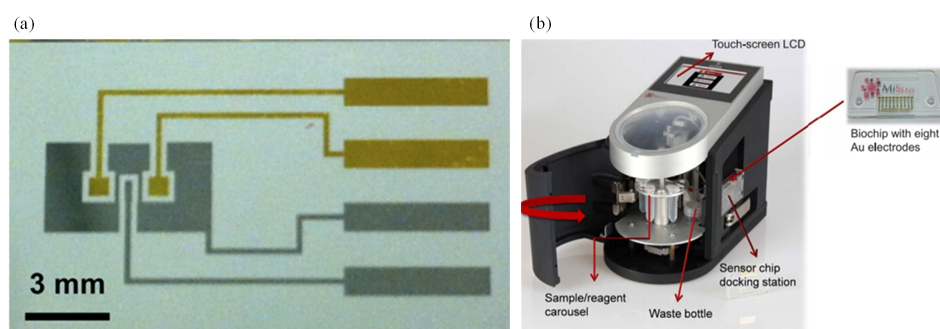 (a)
(b)
3 mm
Touch-screen LCD
MiSens
Biochip with eight
Au electrodes
Sample/reagent
carousel
Waste bottle
Sensor chip
docking station